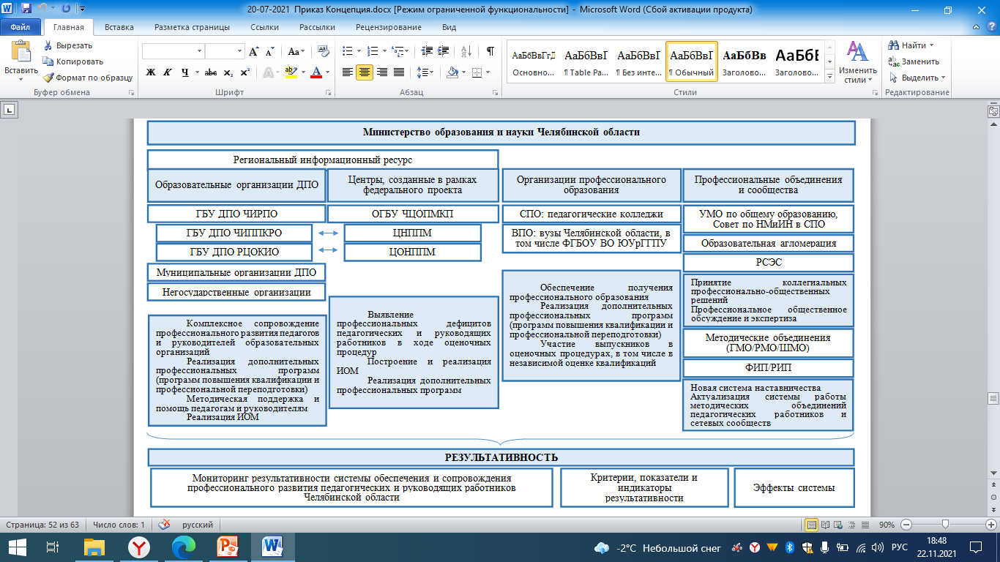 20-07-2021 Приказ Концепция.docx [Режим ограниченной функциональности] - Microsoft Word (Сбой активации продукта)
Файл Главная Вставка Разметка страницы Ссылки Рассылки Рецензирование Вид
Вставить
Вырезать
Копировать
Формат по образцу
Буфер обмена
Ж К Ч abc x₂ x²
Aa
Шрифт
Абзац
АаБбВвГгД АаБбВвГ АаБбВвГ АаБбВвГ АаБбВв АаБбВ
Осново... ¶ Table Pa... ¶ Без инте... ¶ Обычный Заголово... Заголово...
Стили
Изменить
стили
Найти
Заменить
Выделить
Редактирование
Министерство образования и науки Челябинской области
Региональный информационный ресурс
Образовательные организации ДПО
ГБУ ДПО ЧИРПО
ГБУ ДПО ЧИППКРО
ГБУ ДПО РЦОКИО
Муниципальные организации ДПО
Негосударственные организации
Комплексное сопровождение
профессионального развития педагогов
и руководителей образовательных
организаций
Реализация дополнительных
профессиональных программ
(программ повышения квалификации и
профессиональной переподготовки)
Методическая поддержка и
помощь педагогам и руководителям
Реализация ИОМ
Центры, созданные в рамках
федерального проекта
ОГБУ ЧЦОПМКП
ЦНППМ
ЦОНППМ
Выявление
профессиональных дефицитов
педагогических и руководящих
работников в ходе оценочных
процедур
Построение и реализация
ИОМ
Реализация дополнительных
профессиональных программ
Организации профессионального
образования
СПО: педагогические колледжи
ВПО: вузы Челябинской области, в
том числе ФГБОУ ВО ЮУрГГПУ
Обеспечение получения
профессионального образования
Реализация дополнительных
профессиональных программ
(программ повышения квалификации и
профессиональной переподготовки)
Участие выпускников в
оценочных процедурах, в том числе в
независимой оценке квалификаций
Профессиональные объединения
и сообщества
УМО по общему образованию,
Совет по НМиИН в СПО
Образовательная агломерация
РСЭС
Принятие коллегиальных
профессионально-общественных
решений
Профессиональное общественное
обсуждение и экспертиза
Методические объединения
(ГМО/РМО/ШМО)
ФИП/РИП
Новая система наставничества
Актуализация системы работы
методических объединений
педагогических работников и
сетевых сообществ
РЕЗУЛЬТАТИВНОСТЬ
Мониторинг результативности системы обеспечения и сопровождения
профессионального развития педагогических и руководящих работников
Челябинской области
Критерии, показатели и
индикаторы
результативности
Эффекты системы
Страница: 52 из 63 Число слов: 1 русский 90%
-2°C Небольшой снег РУС
18:48
22.11.2021